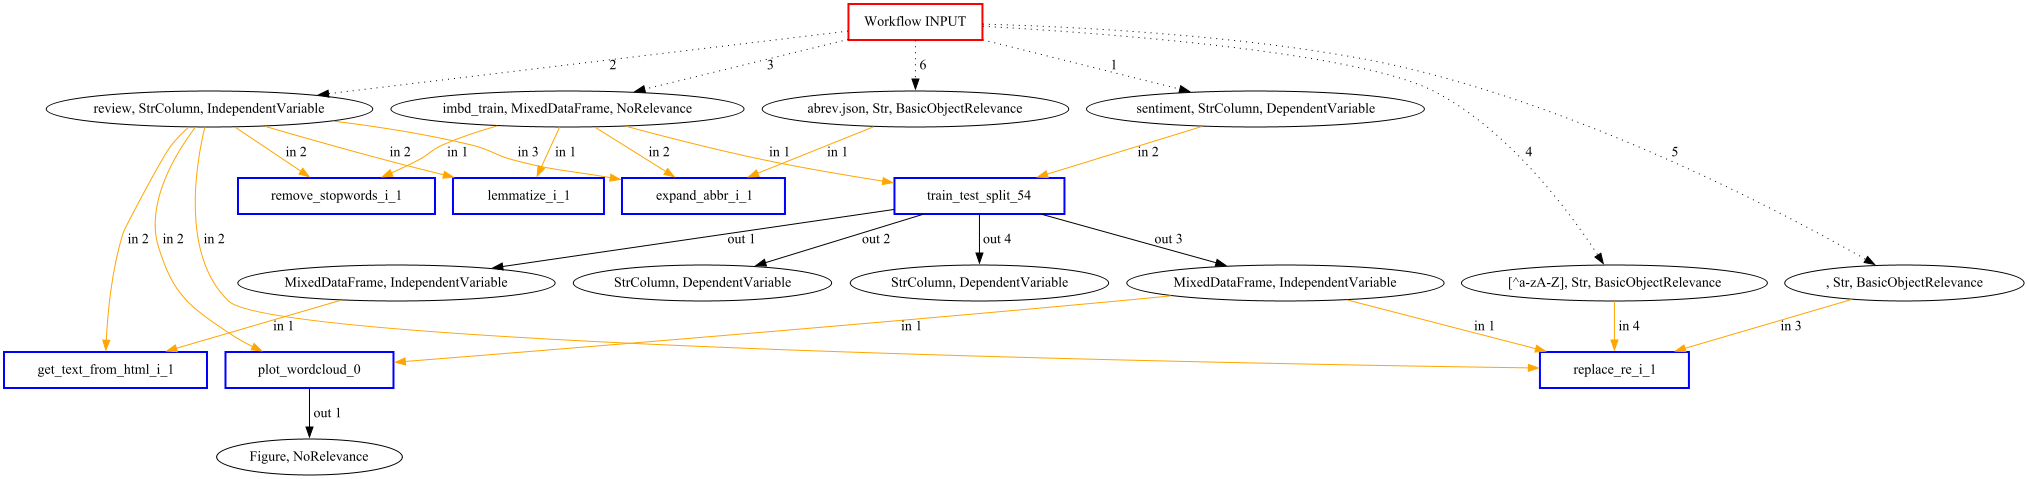 Workflow INPUT
2
3
6
1
review, StrColumn, IndependentVariable
imbd_train, MixedDataFrame, NoRelevance
abrev.json, Str, BasicObjectRelevance
sentiment, StrColumn, DependentVariable
in 2
in 2
in 1
in 3
in 1
in 2
in 1
in 1
in 2
4
5
remove_stopwords_i_1
lemmatize_i_1
expand_abbr_i_1
train_test_split_54
in 2
in 2
in 2
out 1
out 2
out 4
out 3
MixedDataFrame, IndependentVariable
StrColumn, DependentVariable
StrColumn, DependentVariable
MixedDataFrame, IndependentVariable
[^a-zA-Z], Str, BasicObjectRelevance
, Str, BasicObjectRelevance
in 1
in 1
in 1
in 4
in 3
get_text_from_html_i_1
plot_wordcloud_0
replace_re_i_1
out 1
Figure, NoRelevance